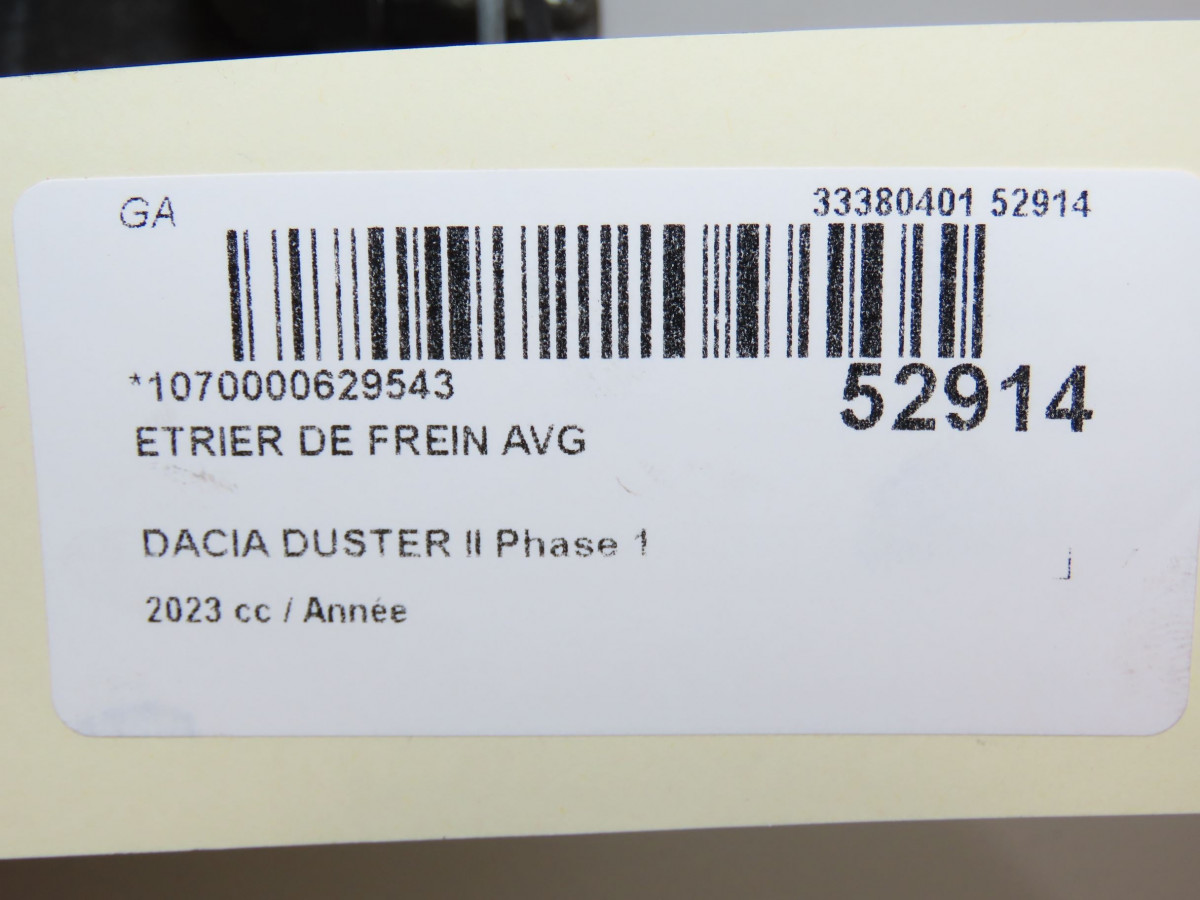 GA
33380401 52914
*1070000629543
52914
ETRIER DE FREIN AVG
DACIA DUSTER II Phase 1
2023 cc / Année